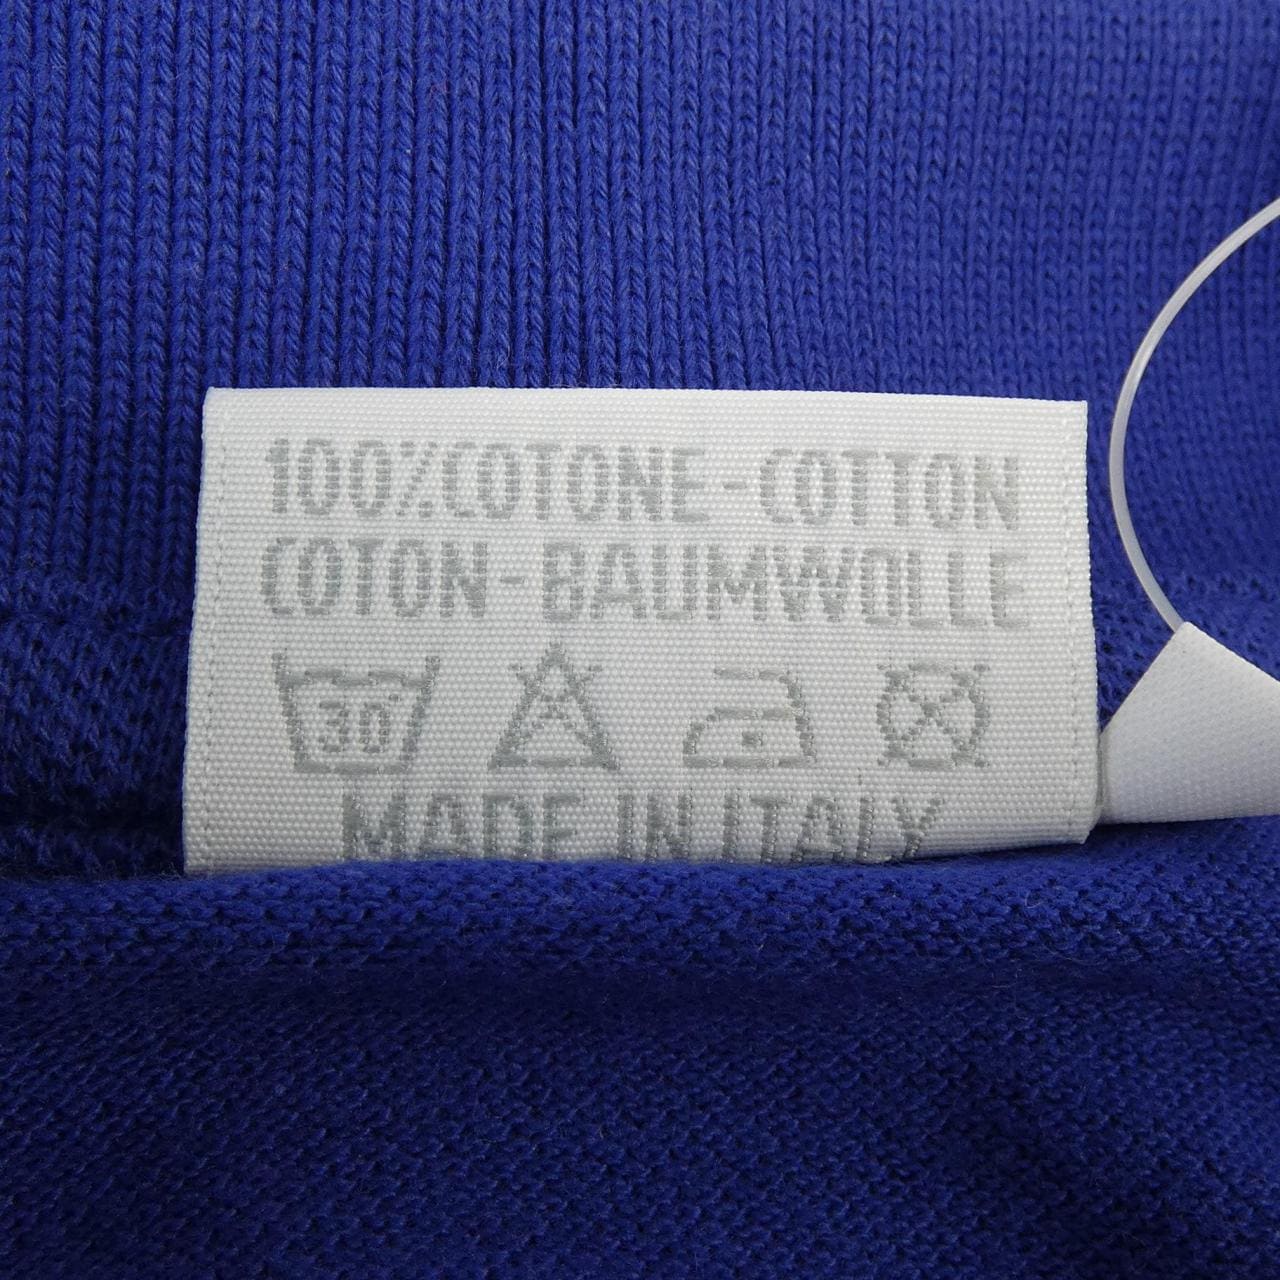 100%COTONE-COTTON
COTON-BAUMWOLLE
30°
MADE IN ITALY